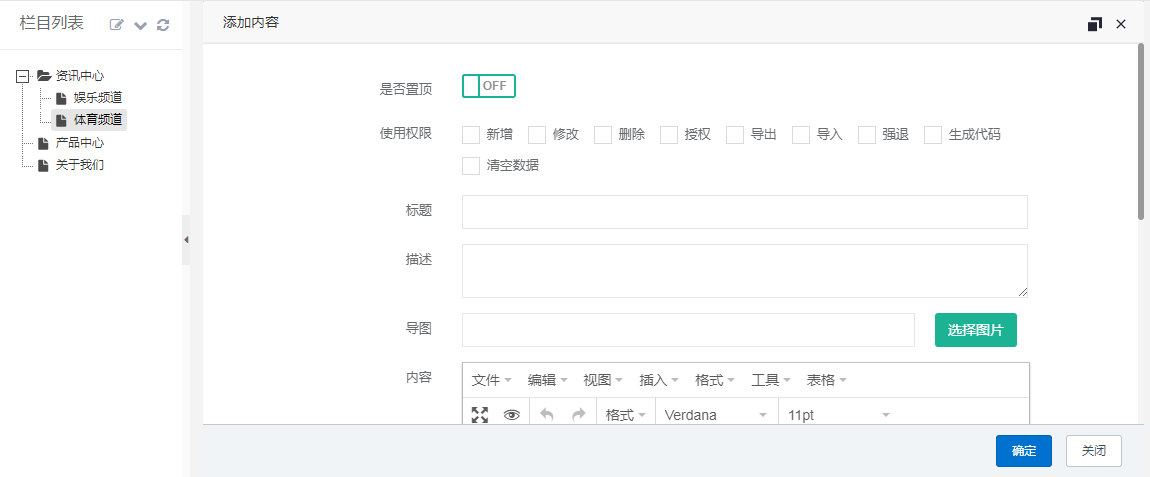 栏目列表
资讯中心
娱乐频道
体育频道
产品中心
关于我们
添加内容
是否置顶 OFF
使用权限 新增 修改 删除 授权 导出 导入 强退 生成代码
清空数据
标题
描述
导图 选择图片
内容 文件 编辑 视图 插入 格式 工具 表格
格式 Verdana 11pt
确定 关闭